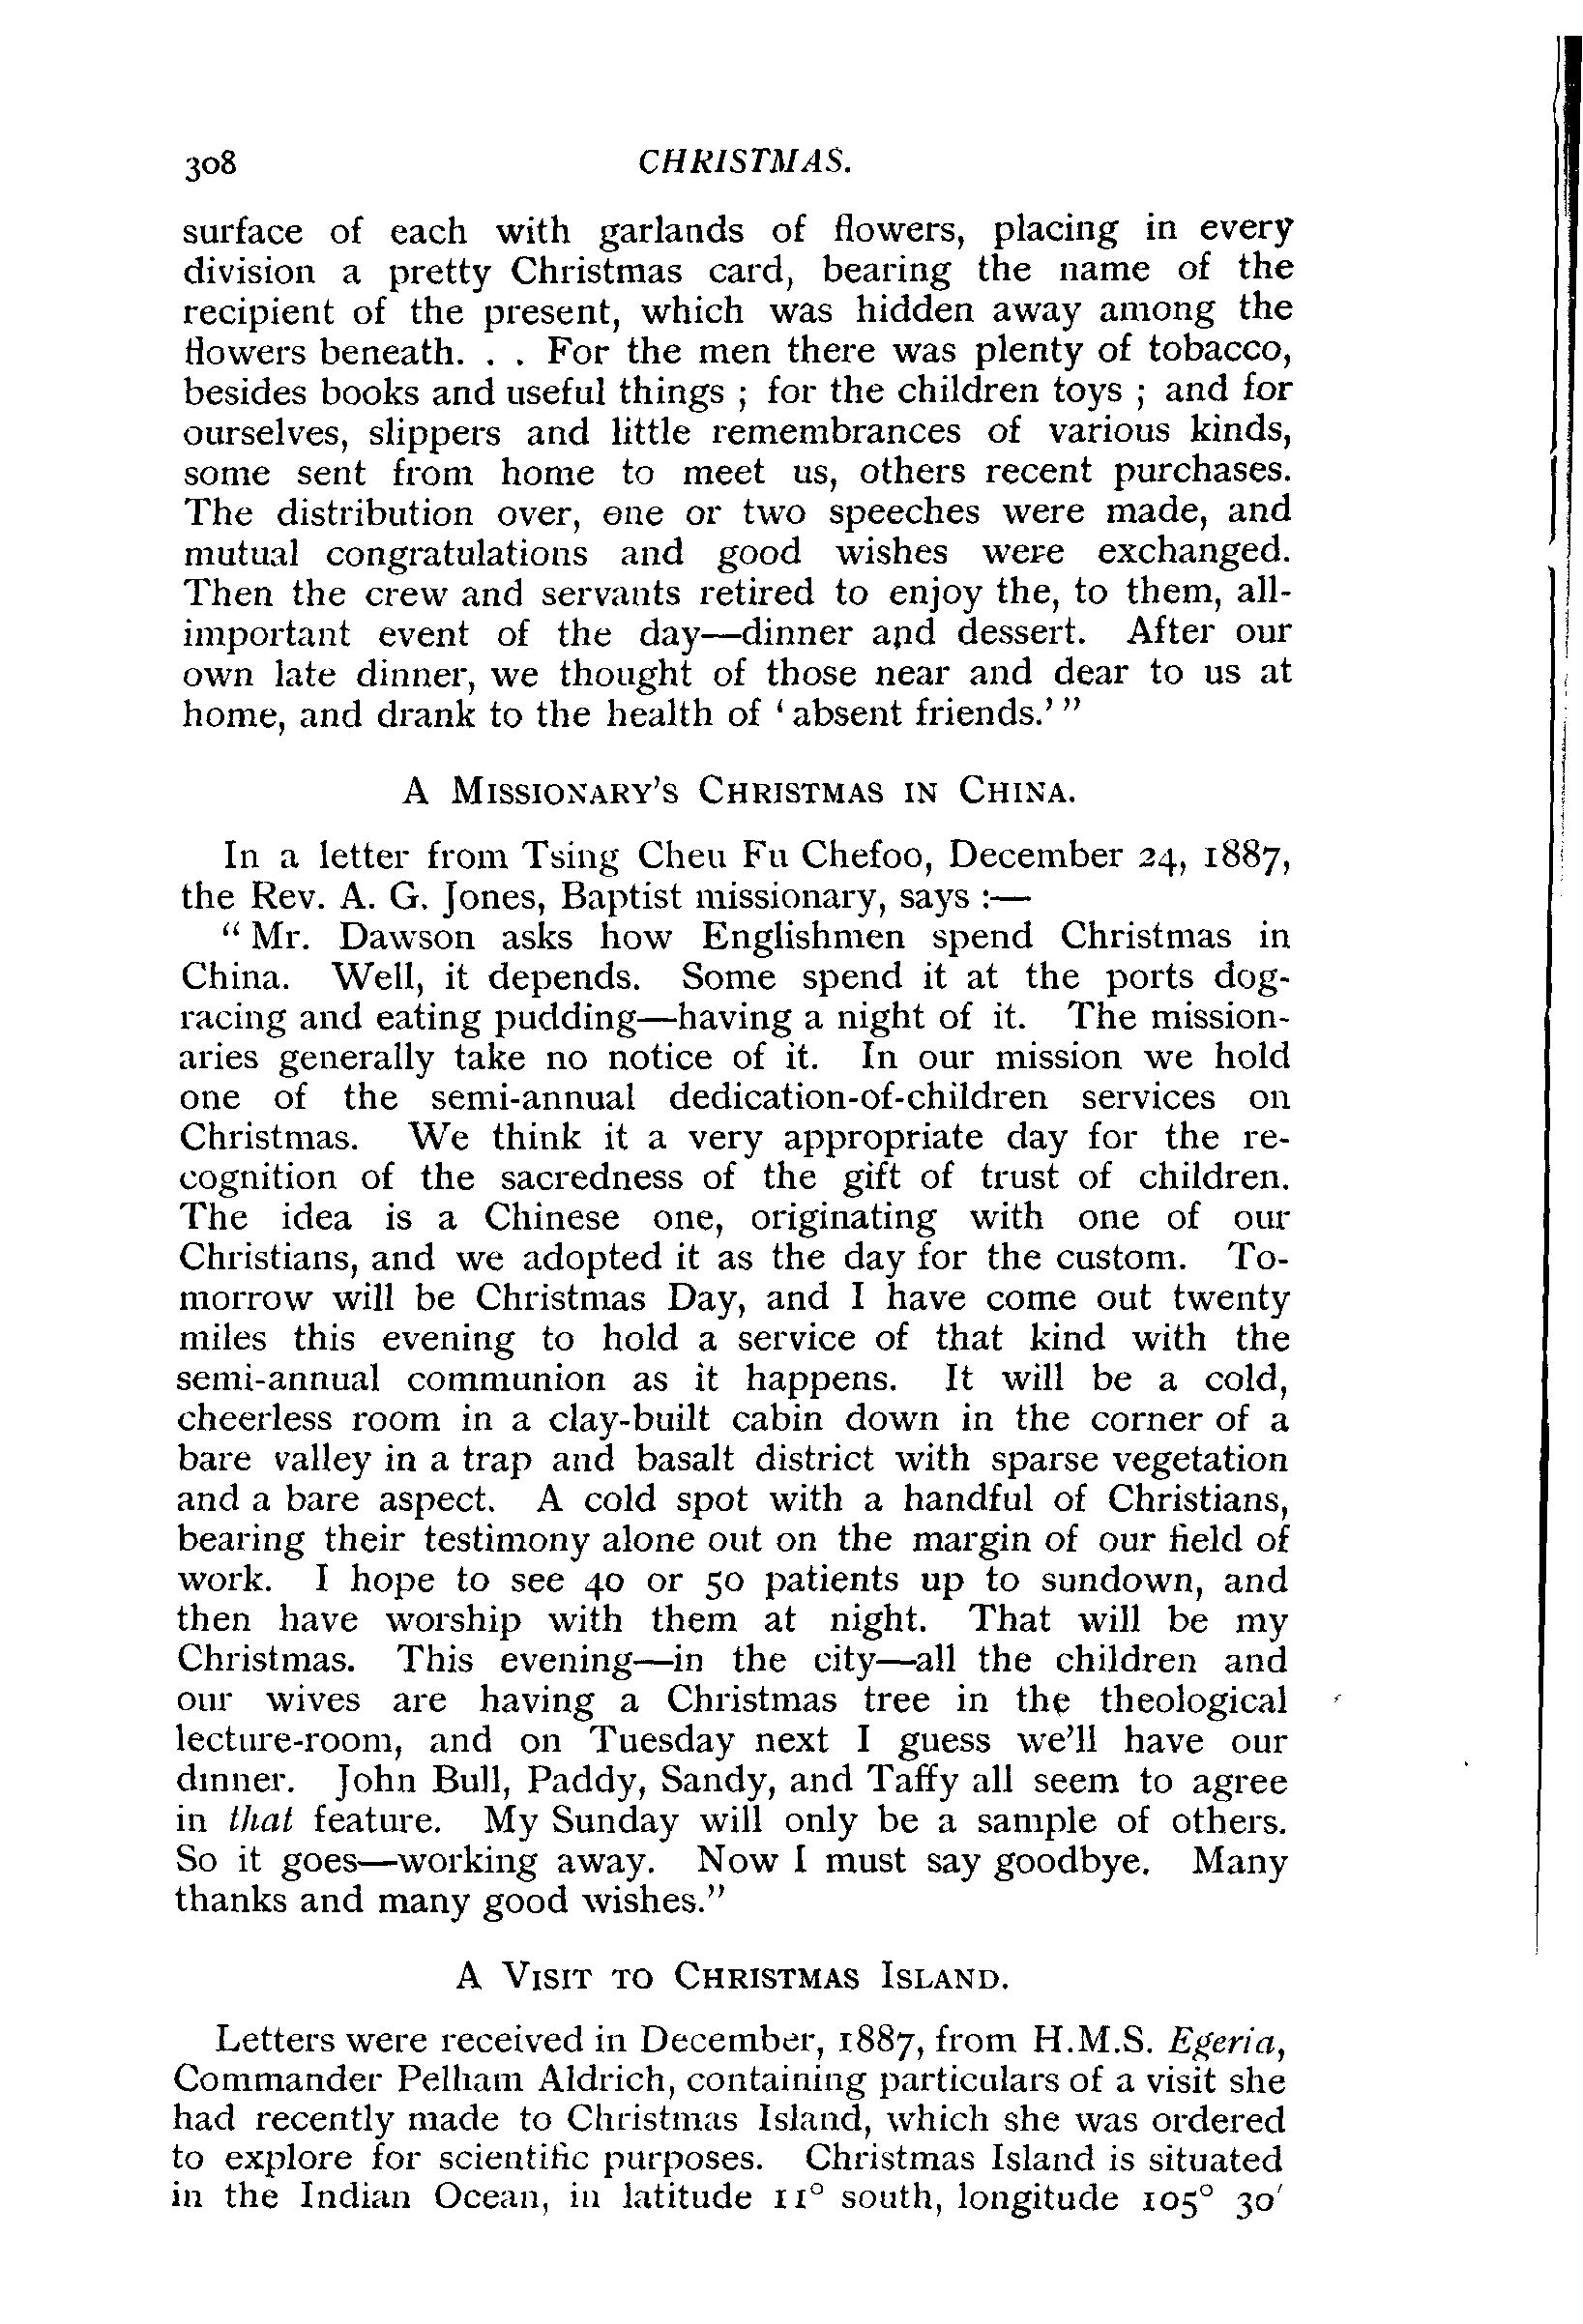 308 CHRISTMAS.
surface of each with garlands of flowers, placing in every
division a pretty Christmas card, bearing the name of the
recipient of the present, which was hidden away among the
flowers beneath. . . For the men there was plenty of tobacco,
besides books and useful things ; for the children toys ; and for
ourselves, slippers and little remembrances of various kinds,
some sent from home to meet us, others recent purchases.
The distribution over, one or two speeches were made, and
mutual congratulations and good wishes were exchanged.
Then the crew and servants retired to enjoy the, to them, all-
important event of the day—dinner and dessert. After our
own late dinner, we thought of those near and dear to us at
home, and drank to the health of ‘absent friends.’”
A MISSIONARY’S CHRISTMAS IN CHINA.
In a letter from Tsing Cheu Fu Chefoo, December 24, 1887,
the Rev. A. G. Jones, Baptist missionary, says :—
“Mr. Dawson asks how Englishmen spend Christmas in
China. Well, it depends. Some spend it at the ports dog-
racing and eating pudding—having a night of it. The mission-
aries generally take no notice of it. In our mission we hold
one of the semi-annual dedication-of-children services on
Christmas. We think it a very appropriate day for the re-
cognition of the sacredness of the gift of trust of children.
The idea is a Chinese one, originating with one of our
Christians, and we adopted it as the day for the custom. To-
morrow will be Christmas Day, and I have come out twenty
miles this evening to hold a service of that kind with the
semi-annual communion as it happens. It will be a cold,
cheerless room in a clay-built cabin down in the corner of a
bare valley in a trap and basalt district with sparse vegetation
and a bare aspect. A cold spot with a handful of Christians,
bearing their testimony alone out on the margin of our field of
work. I hope to see 40 or 50 patients up to sundown, and
then have worship with them at night. That will be my
Christmas. This evening—in the city—all the children and
our wives are having a Christmas tree in the theological
lecture-room, and on Tuesday next I guess we’ll have our
dinner. John Bull, Paddy, Sandy, and Taffy all seem to agree
in that feature. My Sunday will only be a sample of others.
So it goes—working away. Now I must say goodbye. Many
thanks and many good wishes.”
A VISIT TO CHRISTMAS ISLAND.
Letters were received in December, 1887, from H.M.S. Egeria,
Commander Pelham Aldrich, containing particulars of a visit she
had recently made to Christmas Island, which she was ordered
to explore for scientific purposes. Christmas Island is situated
in the Indian Ocean, in latitude 11° south, longitude 105° 30′